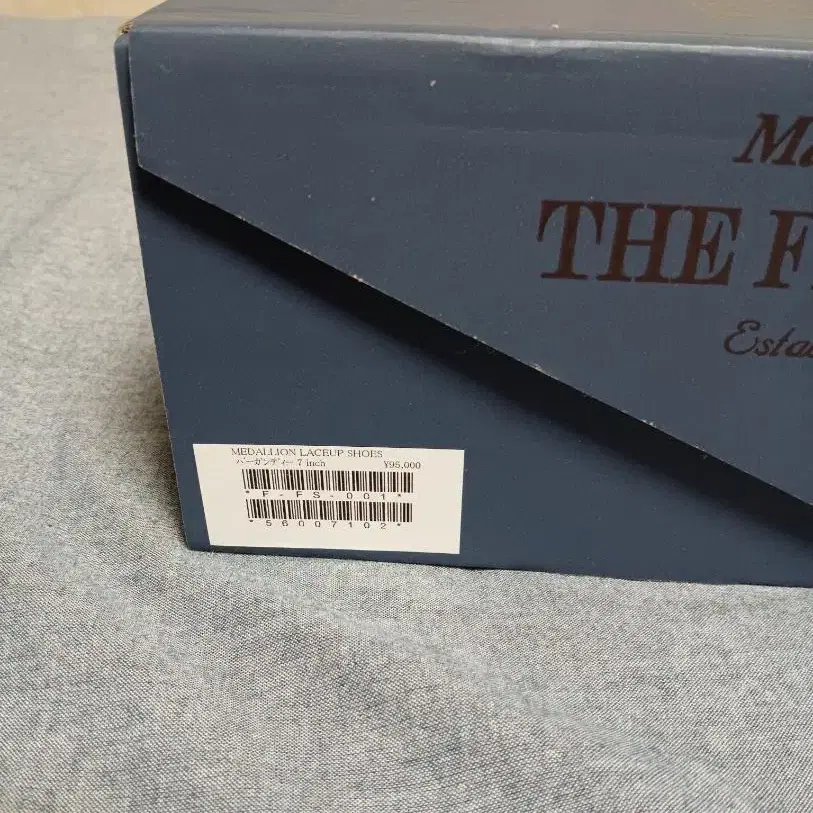 Ma
THE F
Estab
MEDALLION LACEUP SHOES
バーガンディー 7 inch ¥95,000
*F-FS-001*
*56007102*